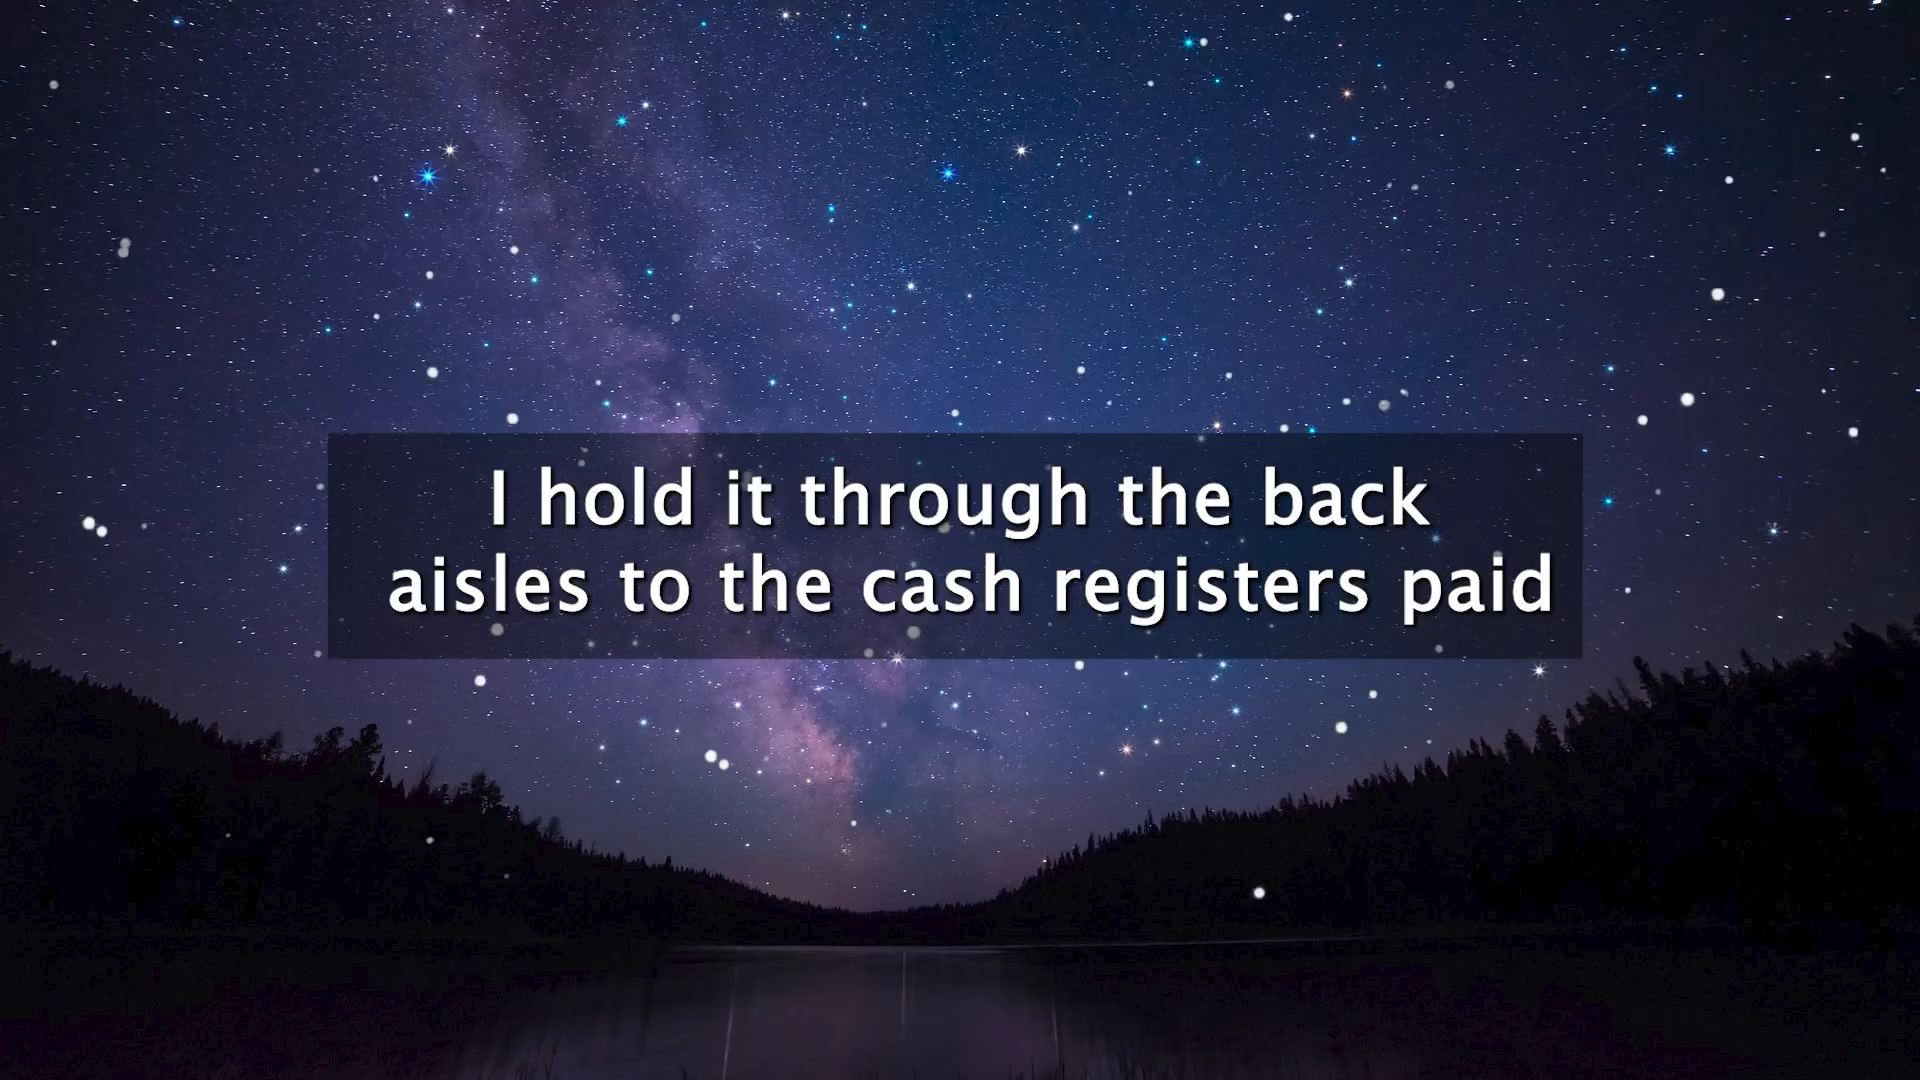 I hold it through the back
aisles to the cash registers paid